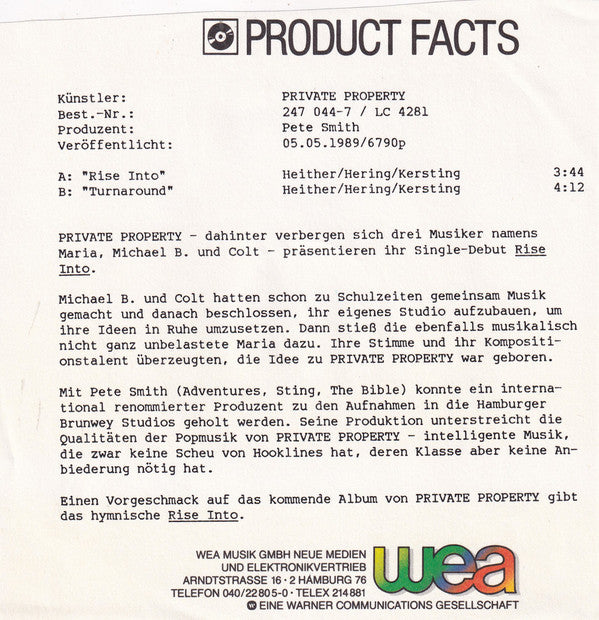 PRODUCT FACTS
Künstler: PRIVATE PROPERTY
Best.-Nr.: 247 044-7 / LC 4281
Produzent: Pete Smith
Veröffentlicht: 05.05.1989/6790p
A: "Rise Into" Heither/Hering/Kersting 3:44
B: "Turnaround" Heither/Hering/Kersting 4:12
PRIVATE PROPERTY - dahinter verbergen sich drei Musiker namens
Maria, Michael B. und Colt - präsentieren ihr Single-Debut Rise
Into.
Michael B. und Colt hatten schon zu Schulzeiten gemeinsam Musik
gemacht und danach beschlossen, ihr eigenes Studio aufzubauen, um
ihre Ideen in Ruhe umzusetzen. Dann stieß die ebenfalls musikalisch
nicht ganz unbelastete Maria dazu. Ihre Stimme und ihr Kompositi-
onstalent überzeugten, die Idee zu PRIVATE PROPERTY war geboren.
Mit Pete Smith (Adventures, Sting, The Bible) konnte ein interna-
tional renommierter Produzent zu den Aufnahmen in die Hamburger
Brunwey Studios geholt werden. Seine Produktion unterstreicht die
Qualitäten der Popmusik von PRIVATE PROPERTY - intelligente Musik,
die zwar keine Scheu von Hooklines hat, deren Klasse aber keine An-
biederung nötig hat.
Einen Vorgeschmack auf das kommende Album von PRIVATE PROPERTY gibt
das hymnische Rise Into.
WEA MUSIK GMBH NEUE MEDIEN
UND ELEKTRONIKVERTRIEB
ARNDTSTRASSE 16 · 2 HAMBURG 76
TELEFON 040/22805-0 · TELEX 214881
EINE WARNER COMMUNICATIONS GESELLSCHAFT
wea